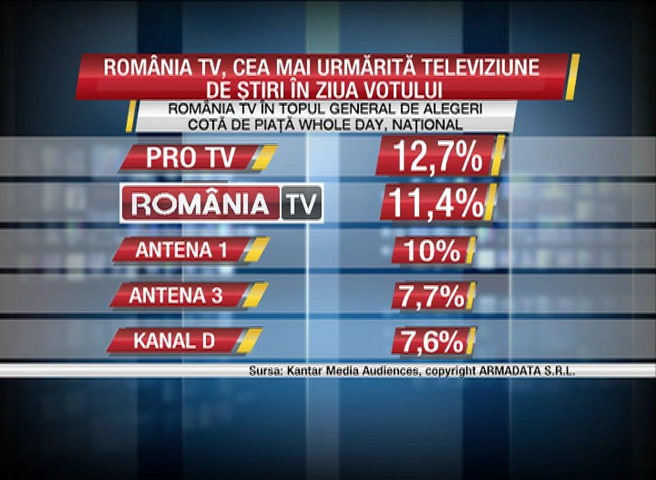 ROMÂNIA TV, CEA MAI URMĂRITĂ TELEVIZIUNE
DE ȘTIRI ÎN ZIUA VOTULUI
ROMÂNIA TV ÎN TOPUL GENERAL DE ALEGERI
COTĂ DE PIAȚĂ WHOLE DAY, NAȚIONAL
PRO TV 12,7%
ROMÂNIA TV 11,4%
ANTENA 1 10%
ANTENA 3 7,7%
KANAL D 7,6%
Sursa: Kantar Media Audiences, copyright ARMADATA S.R.L.